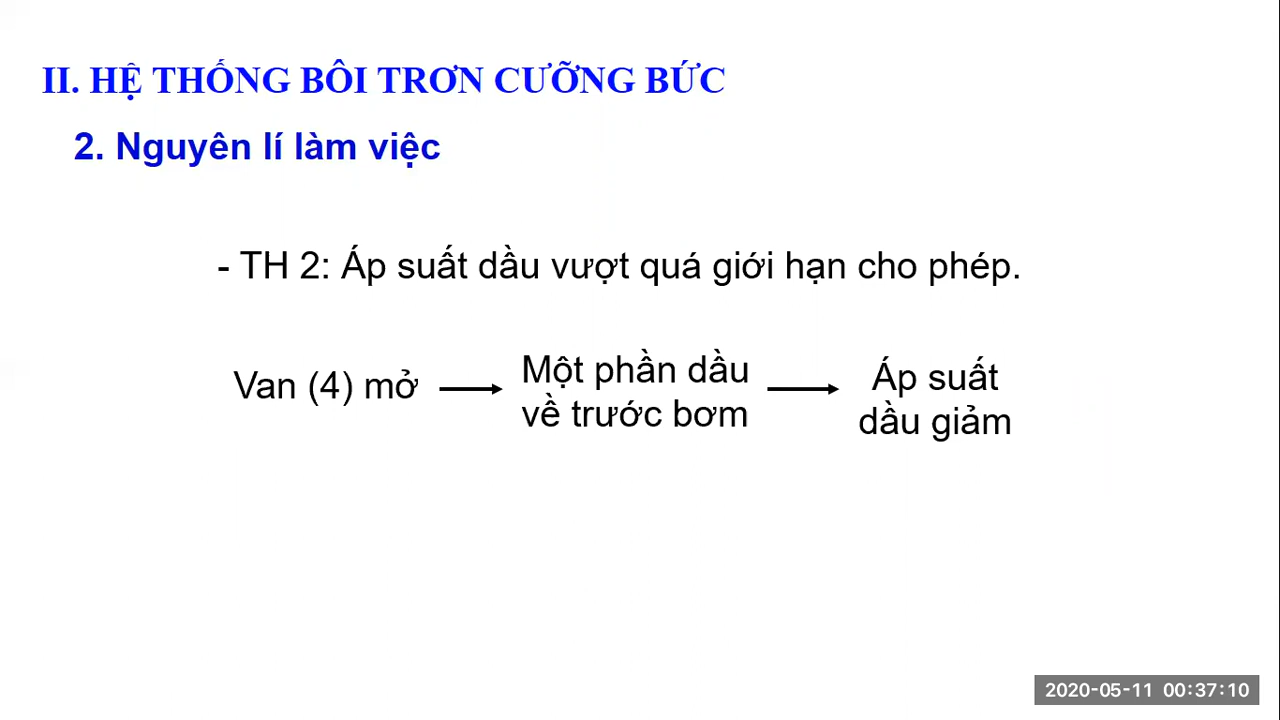 II. HỆ THỐNG BÔI TRƠN CƯỠNG BỨC
2. Nguyên lí làm việc
- TH 2: Áp suất dầu vượt quá giới hạn cho phép.
Van (4) mở
Một phần dầu
về trước bơm
Áp suất
dầu giảm
2020-05-11 00:37:10